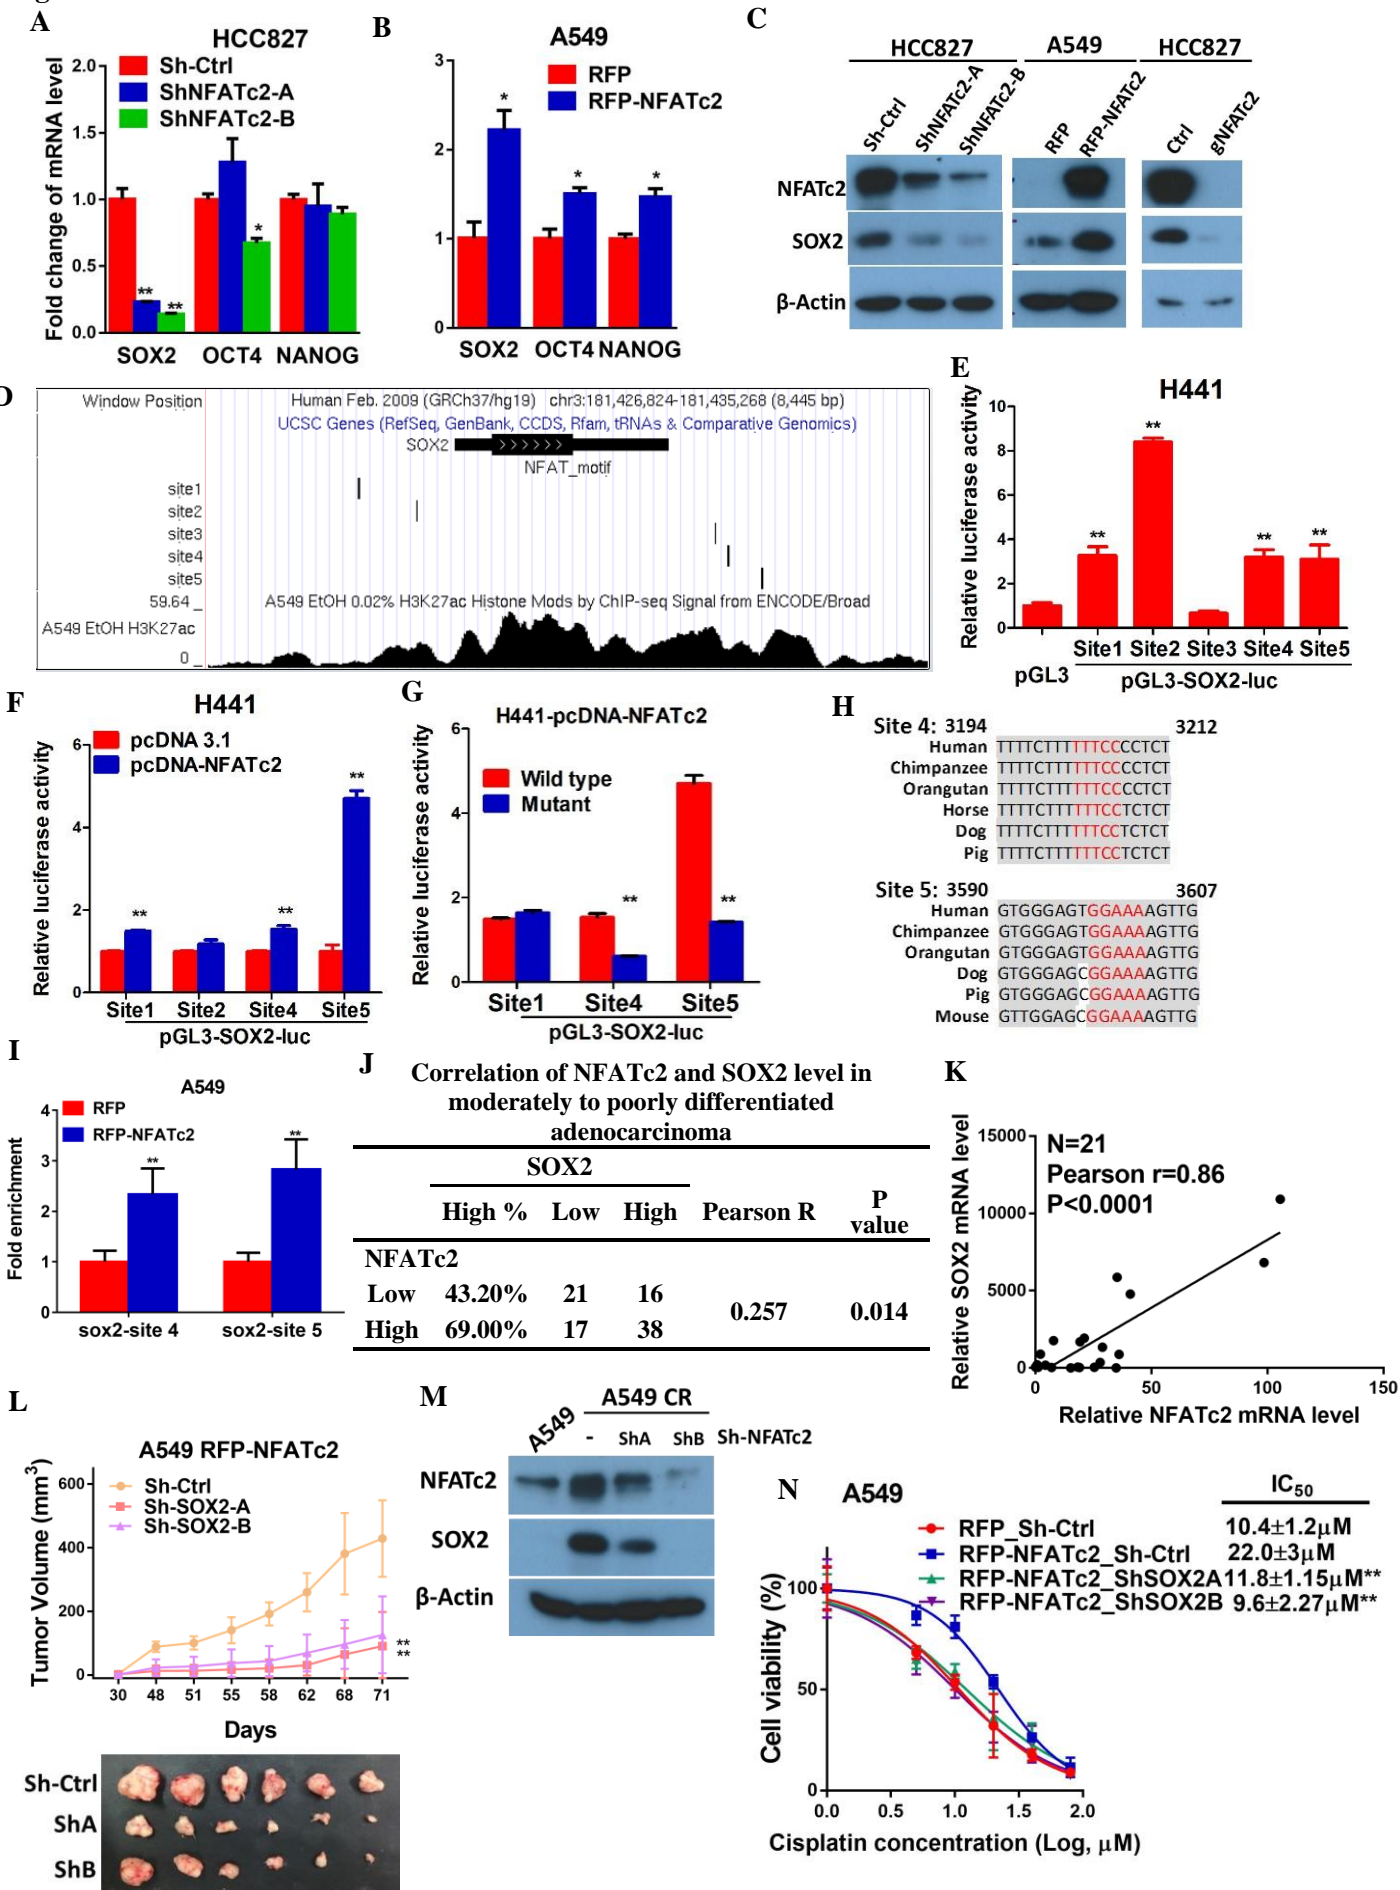 A
HCC827
Sh-Ctrl
ShNFATc2-A
ShNFATc2-B
Fold change of mRNA level
2.0
1.5
1.0
0.5
0.0
**
**
*
SOX2 OCT4 NANOG
B
A549
RFP
RFP-NFATc2
3
2
1
0
*
*
*
SOX2 OCT4 NANOG
C
HCC827 A549 HCC827
Sh-Ctrl ShNFATc2-A ShNFATc2-B RFP RFP-NFATc2 Ctrl gNFATc2
NFATc2
SOX2
β-Actin
D
Window Position Human Feb. 2009 (GRCh37/hg19) chr3:181,426,824-181,435,268 (8,445 bp)
UCSC Genes (RefSeq, GenBank, CCDS, Rfam, tRNAs & Comparative Genomics)
SOX2
NFAT_motif
site1
site2
site3
site4
site5
59.64 _ A549 EtOH 0.02% H3K27ac Histone Mods by ChIP-seq Signal from ENCODE/Broad
A549 EtOH H3K27ac
0 _
E
H441
Relative luciferase activity
10
8
6
4
2
0
**
**
**
**
Site1 Site2 Site3 Site4 Site5
pGL3 pGL3-SOX2-luc
F
H441
pcDNA 3.1
pcDNA-NFATc2
Relative luciferase activity
6
4
2
0
**
**
**
Site1 Site2 Site4 Site5
pGL3-SOX2-luc
G
H441-pcDNA-NFATc2
Wild type
Mutant
Relative luciferase activity
6
4
2
0
**
**
Site1 Site4 Site5
pGL3-SOX2-luc
H
Site 4: 3194 3212
Human TTTTCTTTTTTCCCCTCT
Chimpanzee TTTTCTTTTTTCCCCTCT
Orangutan TTTTCTTTTTTCCCCTCT
Horse TTTTCTTTTTTCCTCTCT
Dog TTTTCTTTTTTCCTCTCT
Pig TTTTCTTTTTTCCTCTCT
Site 5: 3590 3607
Human GTGGGAGTGGAAAAGTTG
Chimpanzee GTGGGAGTGGAAAAGTTG
Orangutan GTGGGAGTGGAAAAGTTG
Dog GTGGGAGCGGAAAAGTTG
Pig GTGGGAGCGGAAAAGTTG
Mouse GTTGGAGCGGAAAAGTTG
I
A549
RFP
RFP-NFATc2
Fold enrichment
4
3
2
1
0
**
**
sox2-site 4 sox2-site 5
J
Correlation of NFATc2 and SOX2 level in
moderately to poorly differentiated
adenocarcinoma
SOX2
High % Low High Pearson R P value
NFATc2
Low 43.20% 21 16
0.257 0.014
High 69.00% 17 38
K
N=21
Pearson r=0.86
P<0.0001
Relative SOX2 mRNA level
15000
10000
5000
0
0 50 100 150
Relative NFATc2 mRNA level
L
A549 RFP-NFATc2
Sh-Ctrl
Sh-SOX2-A
Sh-SOX2-B
Tumor Volume (mm3)
600
400
200
0
**
**
30 48 51 55 58 62 68 71
Days
Sh-Ctrl
ShA
ShB
M
A549 CR
A549 - ShA ShB Sh-NFATc2
NFATc2
SOX2
β-Actin
N
A549
IC50
RFP_Sh-Ctrl 10.4±1.2μM
RFP-NFATc2_Sh-Ctrl 22.0±3μM
RFP-NFATc2_ShSOX2A 11.8±1.15μM**
RFP-NFATc2_ShSOX2B 9.6±2.27μM**
Cell viability (%)
100
50
0
0.0 0.5 1.0 1.5 2.0
Cisplatin concentration (Log, μM)